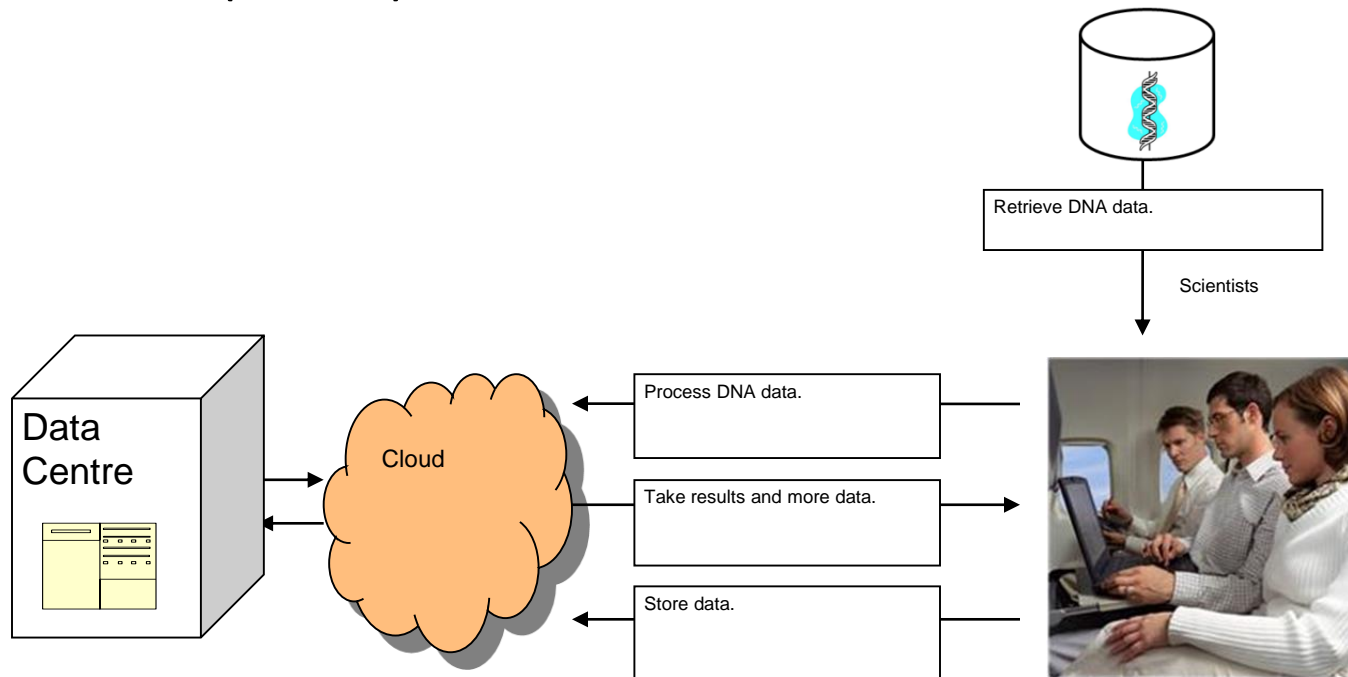 Retrieve DNA data.
Scientists
Process DNA data.
Data
Centre
Cloud
Take results and more data.
Store data.